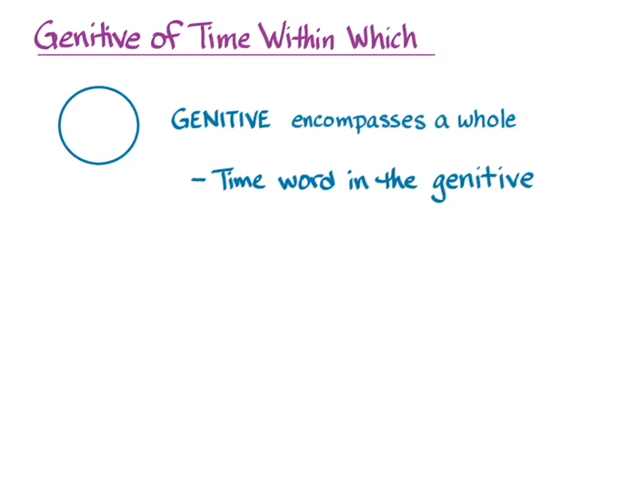 Genitive of Time Within Which
GENITIVE encompasses a whole
- Time word in the genitive